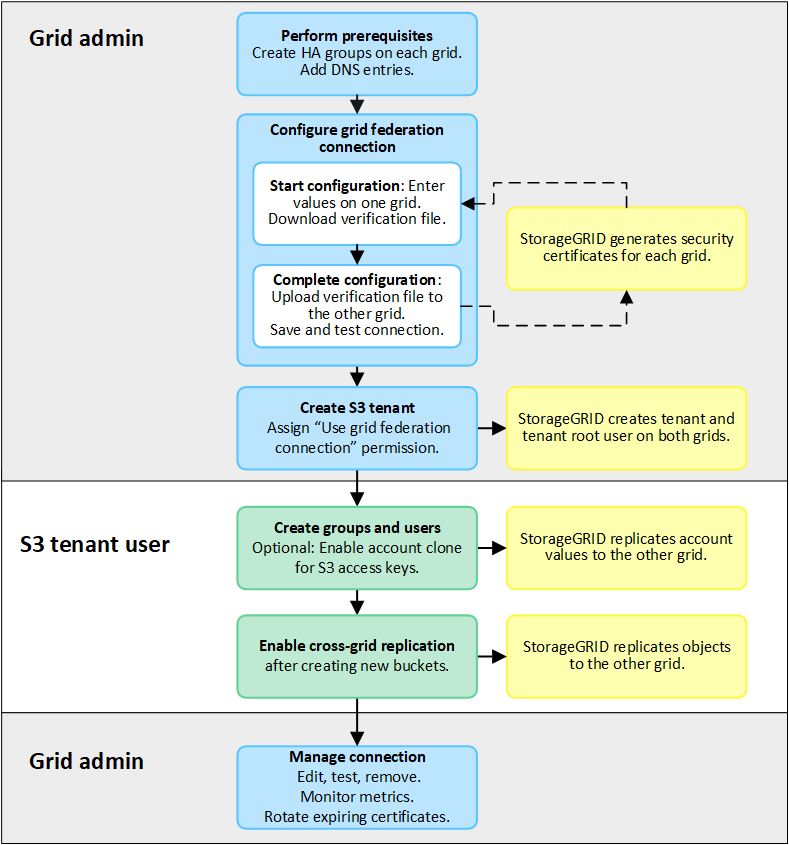 Grid admin
Perform prerequisites
Create HA groups on each grid.
Add DNS entries.
Configure grid federation
connection
Start configuration: Enter
values on one grid.
Download verification file.
StorageGRID generates security
certificates for each grid.
Complete configuration:
Upload verification file to
the other grid.
Save and test connection.
Create S3 tenant
Assign “Use grid federation
connection” permission.
StorageGRID creates tenant and
tenant root user on both grids.
S3 tenant user
Create groups and users
Optional: Enable account clone
for S3 access keys.
StorageGRID replicates account
values to the other grid.
Enable cross-grid replication
after creating new buckets.
StorageGRID replicates objects
to the other grid.
Grid admin
Manage connection
Edit, test, remove.
Monitor metrics.
Rotate expiring certificates.